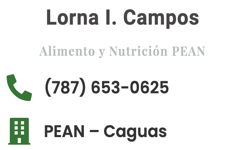 Lorna I. Campos
Alimento y Nutrición PEAN
(787) 653-0625
PEAN – Caguas